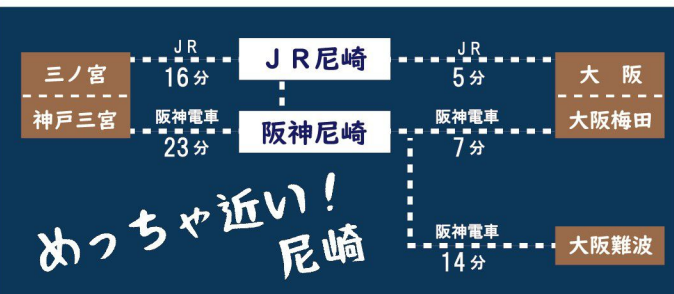 JR
16分
JR尼崎
JR
5分
三ノ宮
神戸三宮
大 阪
大阪梅田
阪神電車
23分
阪神尼崎
阪神電車
7分
めっちゃ近い!
尼崎
阪神電車
14分
大阪難波